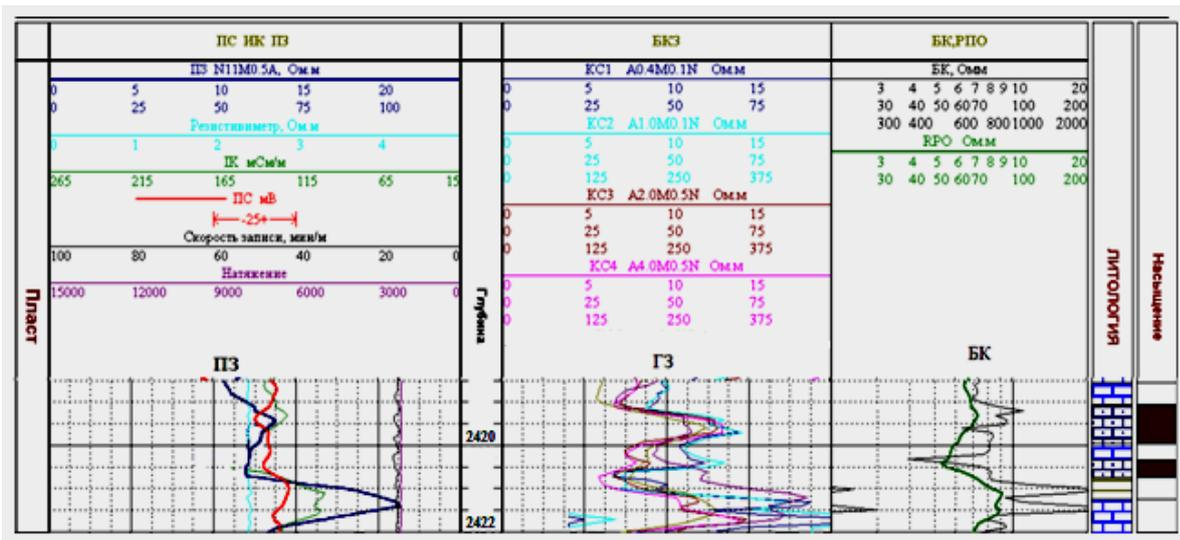 ПС ИК ПЗ
БКЗ
БК,РПО
ПЗ N11M0.5A, Ом.м
0 5 10 15 20
0 25 50 75 100
Резистивиметр, Ом.м
0 1 2 3 4
IK мСм/м
265 215 165 115 65 15
ПС мВ
-25+
Скорость записи, мин/м
100 80 60 40 20 0
Натяжение
15000 12000 9000 6000 3000 0
КС1 A0.4M0.1N Омм
0 5 10 15
0 25 50 75
КС2 A1.0M0.1N Омм
0 5 10 15
0 25 50 75
0 125 250 375
КС3 A2.0M0.5N Омм
0 5 10 15
0 25 50 75
0 125 250 375
КС4 A4.0M0.5N Омм
0 5 10 15
0 25 50 75
0 125 250 375
БК, Омм
3 4 5 6 7 8 9 10 20
30 40 50 60 70 100 200
300 400 600 800 1000 2000
RPO Омм
3 4 5 6 7 8 9 10 20
30 40 50 60 70 100 200
Пласт
Глубина
ЛИТОЛОГИЯ
Насыщение
ПЗ
ГЗ
БК
2420
2422